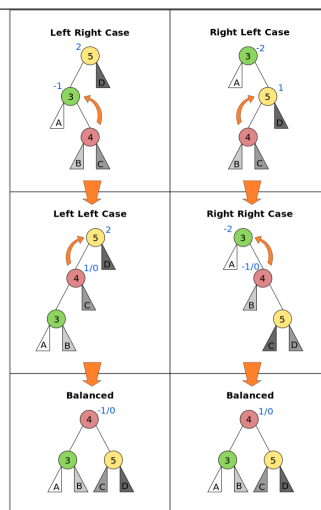 Left Right Case
2
5
-1
3
D
A
4
B C
Right Left Case
-2
3
1
5
A
D
4
B C
Left Left Case
5 2
D
4 1/0
C
3
A B
Right Right Case
-2 3
A -1/0
4
B
5
C D
Balanced
4 -1/0
3 5
A B C D
Balanced
4 1/0
3 5
A B C D